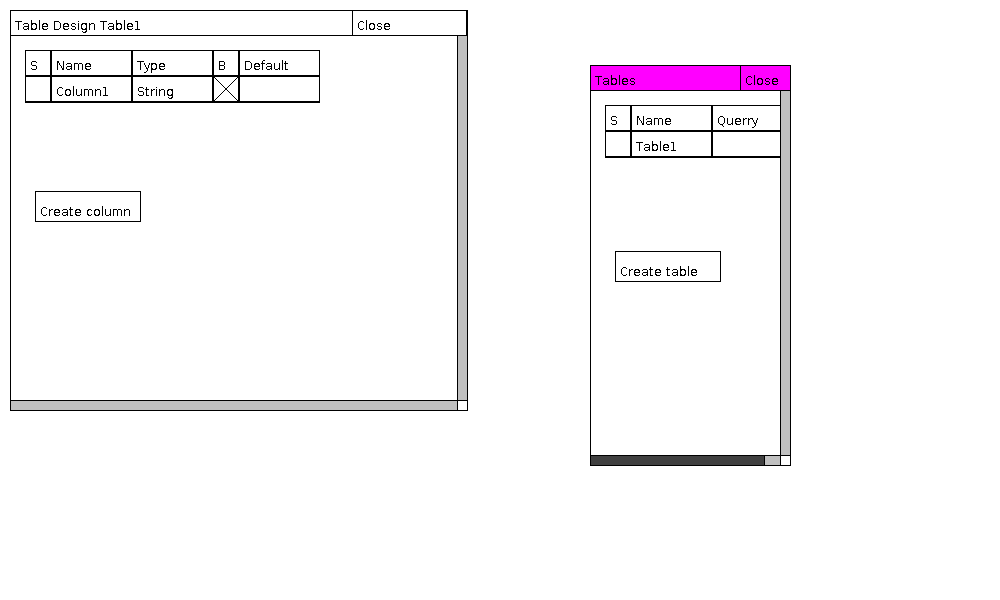 Table Design Table1 Close
S Name Type B Default
Column1 String
Create column
Tables Close
S Name Querry
Table1
Create table